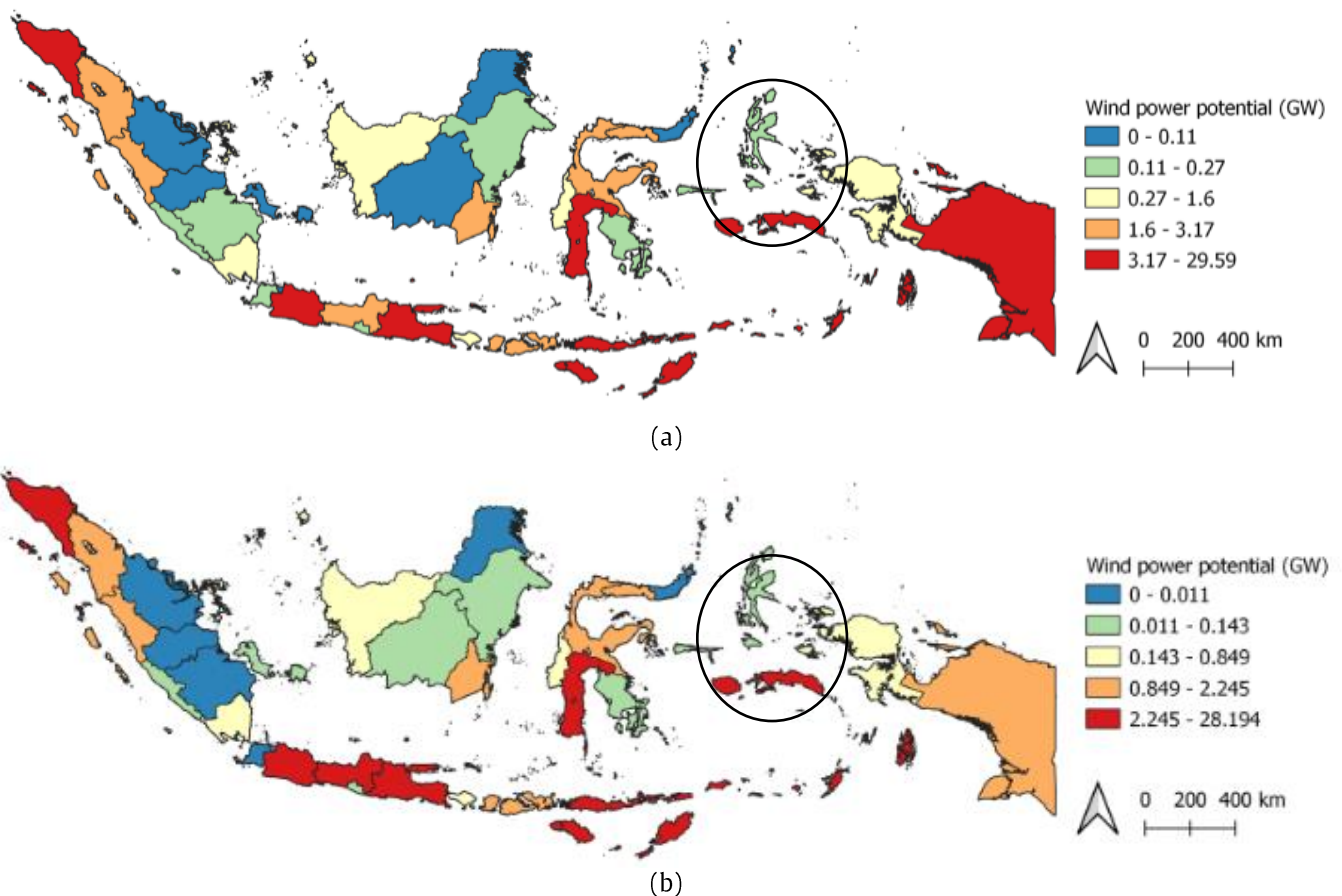 (a)
Wind power potential (GW)
0 - 0.11
0.11 - 0.27
0.27 - 1.6
1.6 - 3.17
3.17 - 29.59
0 200 400 km
(b)
Wind power potential (GW)
0 - 0.011
0.011 - 0.143
0.143 - 0.849
0.849 - 2.245
2.245 - 28.194
0 200 400 km